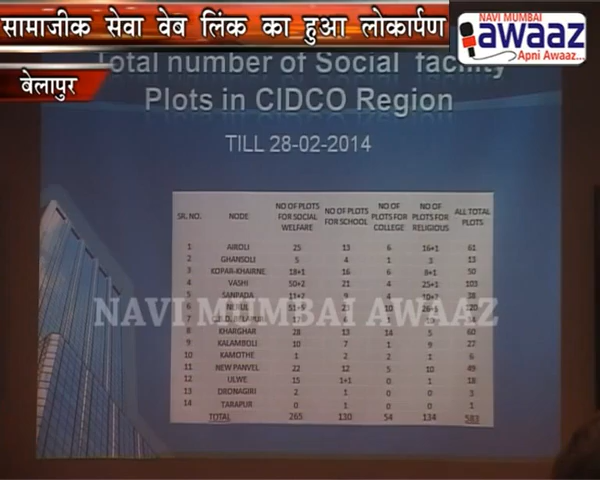 सामाजीक सेवा वेब लिंक का हुआ लोकार्पण
NAVI MUMBAI
awaaz
Apni Awaaz...
बेलापुर
Total number of Social facility
Plots in CIDCO Region
TILL 28-02-2014
SR. NO. NODE NO OF PLOTS FOR SOCIAL WELFARE NO OF PLOTS FOR SCHOOL NO OF PLOTS FOR COLLEGE NO OF PLOTS FOR RELIGIOUS ALL TOTAL PLOTS
1 AIROLI 25 13 6 16+1 61
2 GHANSOLI 5 4 1 3 13
3 KOPAR-KHAIRNE 18+1 16 6 8+1 50
4 VASHI 50+2 21 4 25+1 103
5 SANPADA 11+7 9 4
6 NERUL 23 10
7
NAVI MUMBAI AWAAZ
8 KHARGHAR 28 13 14 5 60
9 KALAMBOLI 10 7 1 9 27
10 KAMOTHE 1 2 2 1 6
11 NEW PANVEL 22 12 5 10 49
12 ULWE 15 1+1 0 1 18
13 DRONAGIRI 2 1 0 0 3
14 TARAPUR 0 1 0 0 1
TOTAL 265 130 54 134 583